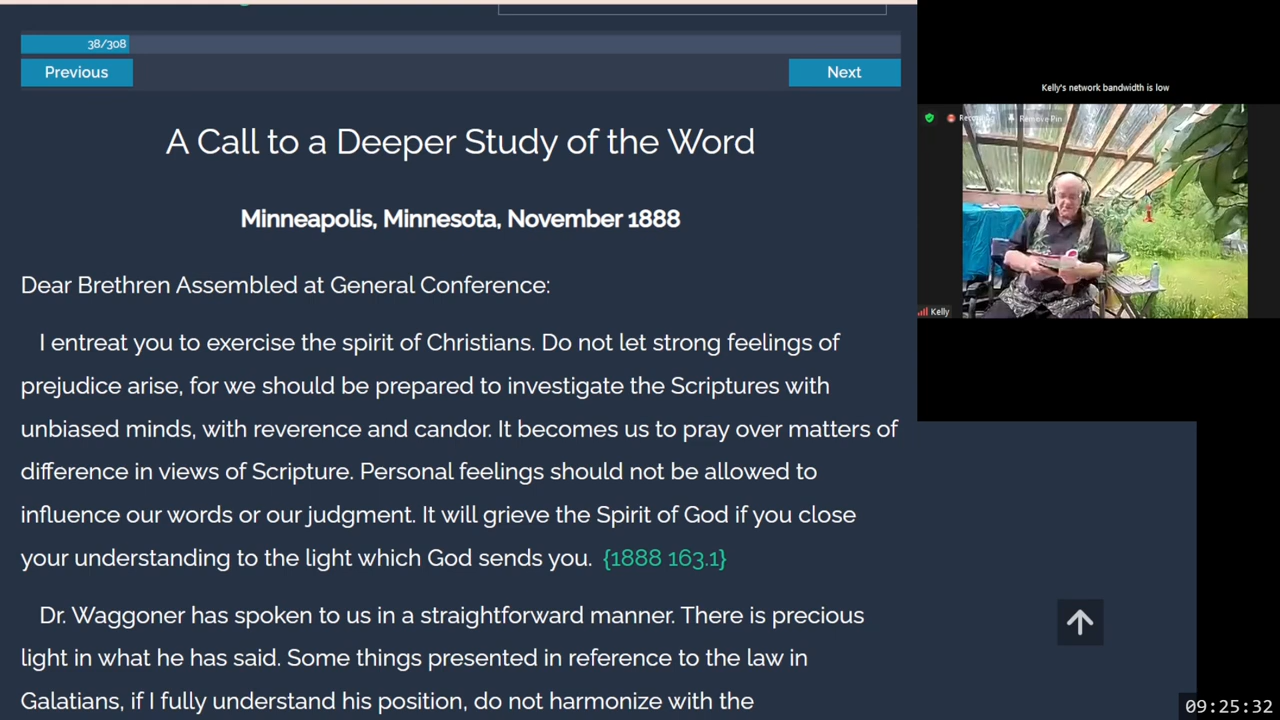 38/308
Previous
Next
A Call to a Deeper Study of the Word
Minneapolis, Minnesota, November 1888
Dear Brethren Assembled at General Conference:
I entreat you to exercise the spirit of Christians. Do not let strong feelings of
prejudice arise, for we should be prepared to investigate the Scriptures with
unbiased minds, with reverence and candor. It becomes us to pray over matters of
difference in views of Scripture. Personal feelings should not be allowed to
influence our words or our judgment. It will grieve the Spirit of God if you close
your understanding to the light which God sends you. {1888 163.1}
Dr. Waggoner has spoken to us in a straightforward manner. There is precious
light in what he has said. Some things presented in reference to the law in
Galatians, if I fully understand his position, do not harmonize with the
Kelly's network bandwidth is low
Remove Pin
Kelly
09:25:32